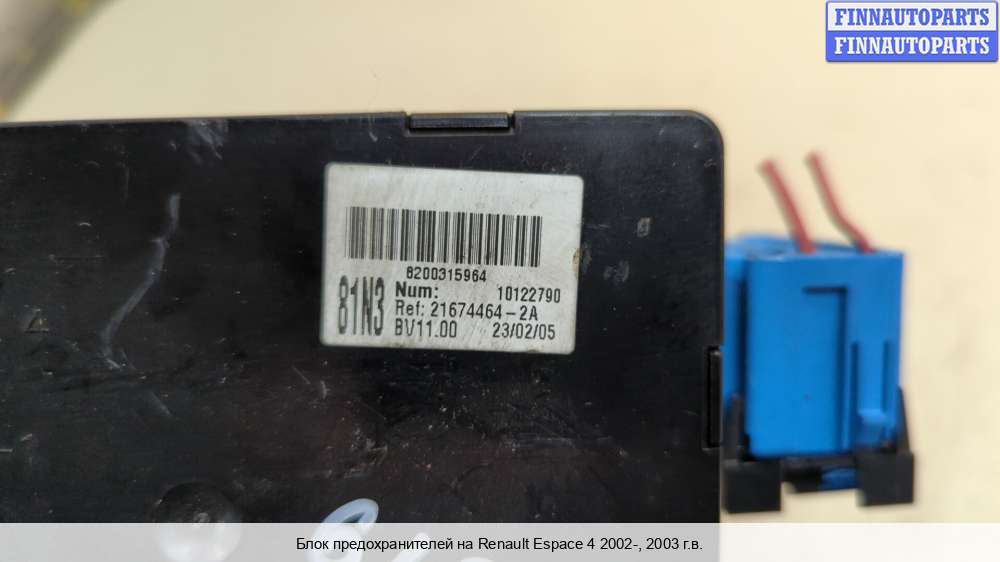 FINNAUTOPARTS
FINNAUTOPARTS
8200315964
81N3
Num: 10122790
Ref: 21674464-2A
BV11.00 23/02/05
Блок предохранителей на Renault Espace 4 2002-, 2003 г.в.